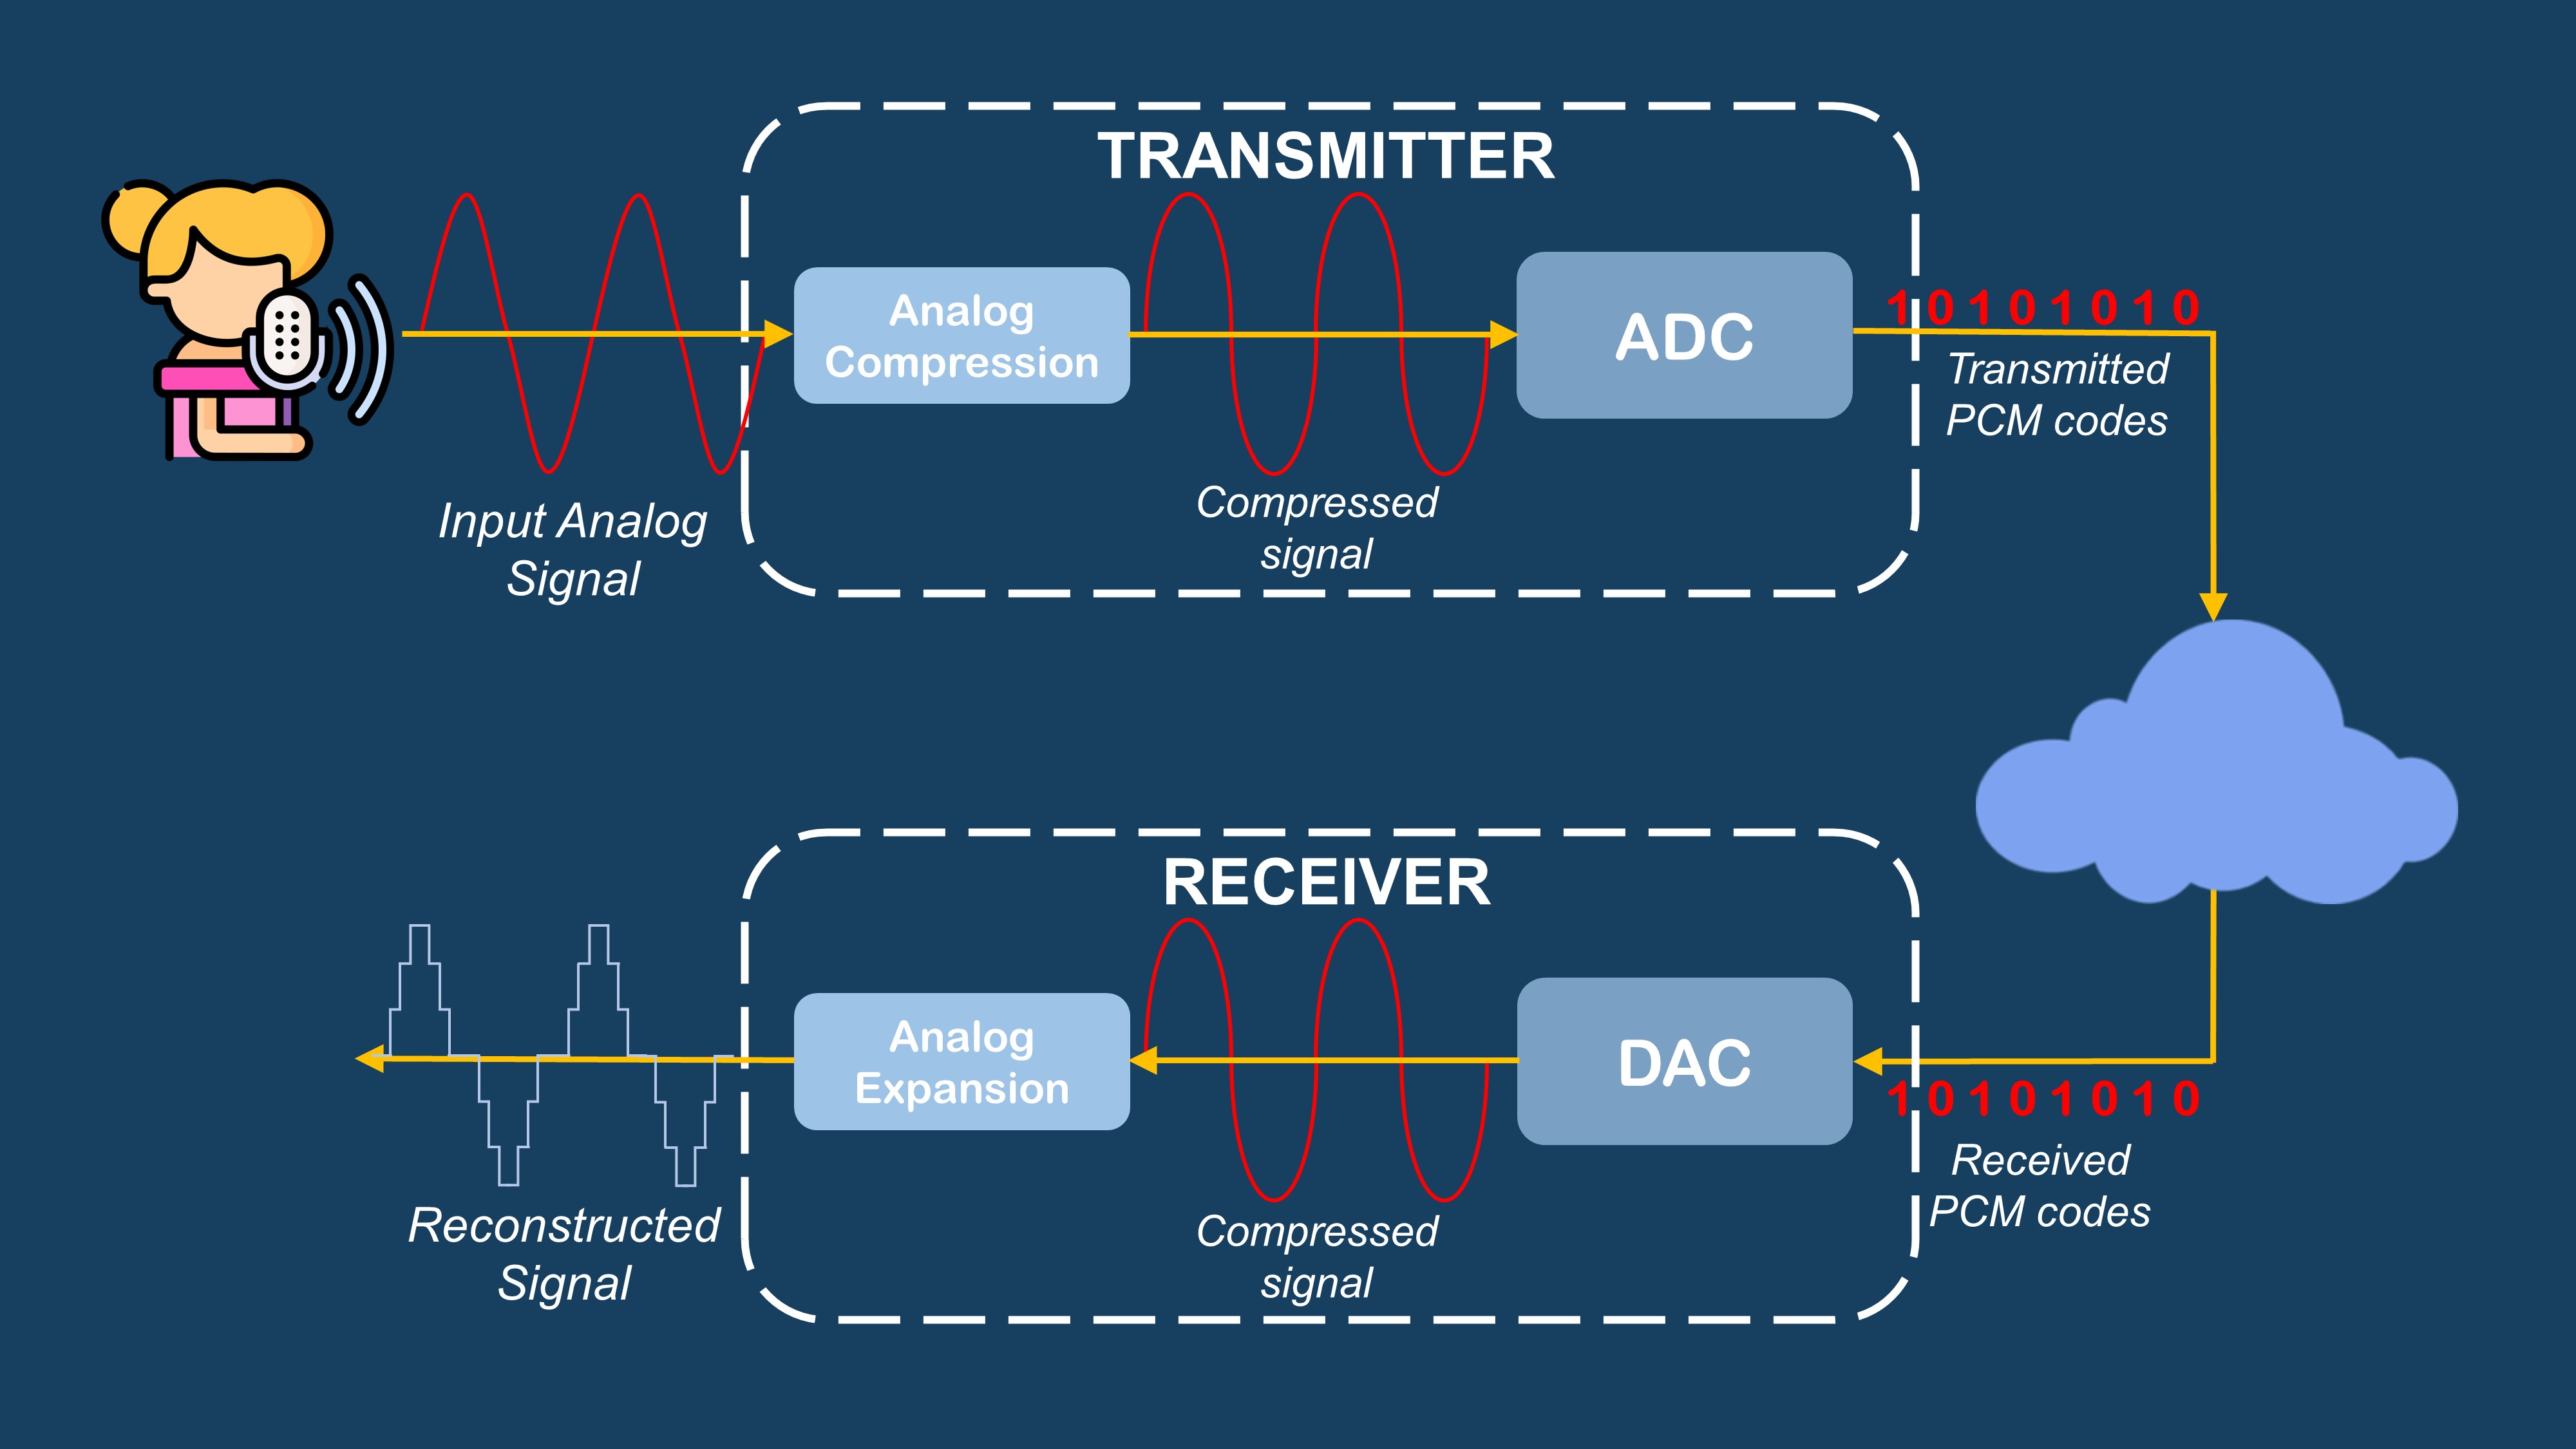 TRANSMITTER
Analog
Compression
ADC
1 0 1 0 1 0 1 0
Transmitted
PCM codes
Input Analog
Signal
Compressed
signal
RECEIVER
Analog
Expansion
DAC
1 0 1 0 1 0 1 0
Received
PCM codes
Reconstructed
Signal
Compressed
signal